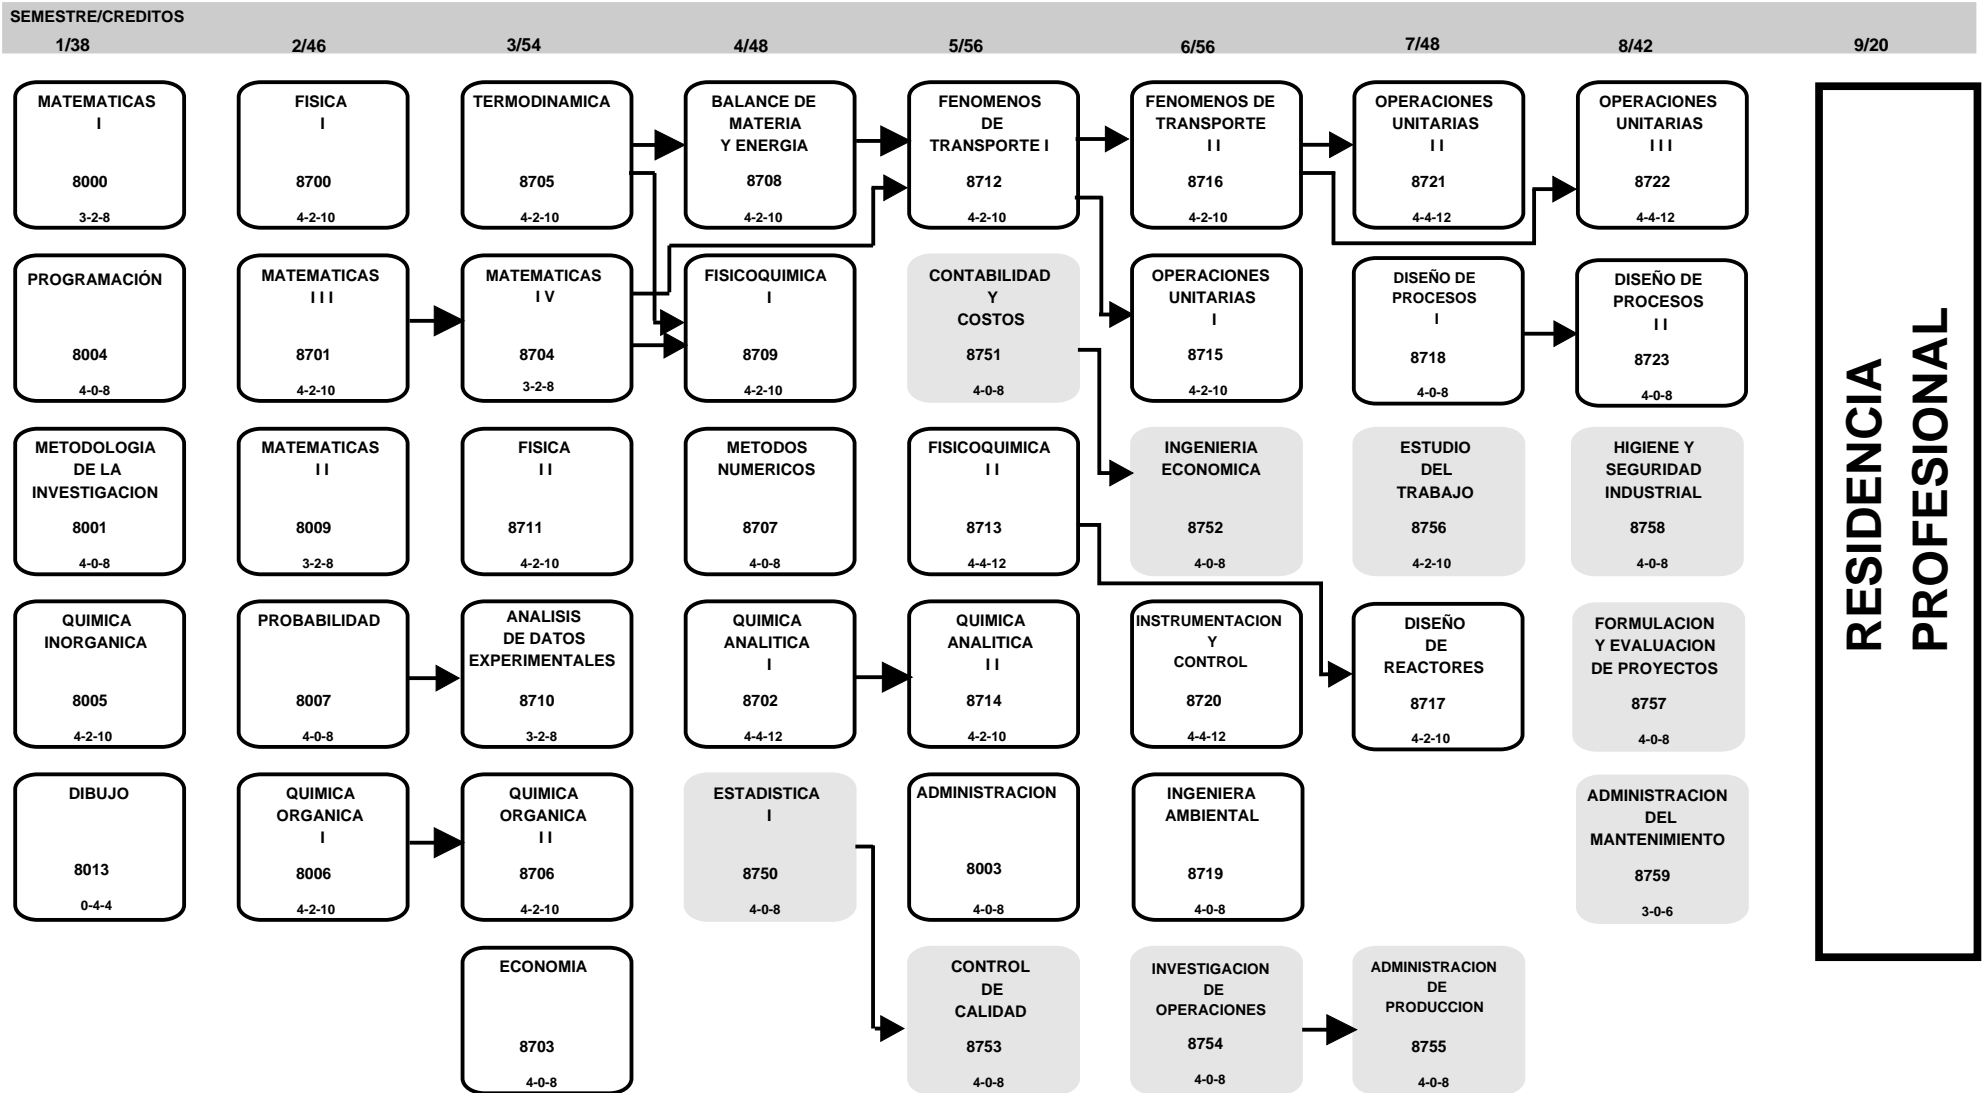 SEMESTRE/CREDITOS
1/38 2/46 3/54 4/48 5/56 6/56 7/48 8/42 9/20
MATEMATICAS
I
8000
3-2-8
PROGRAMACIÓN
8004
4-0-8
METODOLOGIA
DE LA
INVESTIGACION
8001
4-0-8
QUIMICA
INORGANICA
8005
4-2-10
DIBUJO
8013
0-4-4
FISICA
I
8700
4-2-10
MATEMATICAS
I I I
8701
4-2-10
MATEMATICAS
I I
8009
3-2-8
PROBABILIDAD
8007
4-0-8
QUIMICA
ORGANICA
I
8006
4-2-10
TERMODINAMICA
8705
4-2-10
MATEMATICAS
I V
8704
3-2-8
FISICA
I I
8711
4-2-10
ANALISIS
DE DATOS
EXPERIMENTALES
8710
3-2-8
QUIMICA
ORGANICA
I I
8706
4-2-10
ECONOMIA
8703
4-0-8
BALANCE DE
MATERIA
Y ENERGIA
8708
4-2-10
FISICOQUIMICA
I
8709
4-2-10
METODOS
NUMERICOS
8707
4-0-8
QUIMICA
ANALITICA
I
8702
4-4-12
ESTADISTICA
I
8750
4-0-8
FENOMENOS
DE
TRANSPORTE I
8712
4-2-10
CONTABILIDAD
Y
COSTOS
8751
4-0-8
FISICOQUIMICA
I I
8713
4-4-12
QUIMICA
ANALITICA
I I
8714
4-2-10
ADMINISTRACION
8003
4-0-8
CONTROL
DE
CALIDAD
8753
4-0-8
FENOMENOS DE
TRANSPORTE
I I
8716
4-2-10
OPERACIONES
UNITARIAS
I
8715
4-2-10
INGENIERIA
ECONOMICA
8752
4-0-8
INSTRUMENTACION
Y
CONTROL
8720
4-4-12
INGENIERA
AMBIENTAL
8719
4-0-8
INVESTIGACION
DE
OPERACIONES
8754
4-0-8
OPERACIONES
UNITARIAS
I I
8721
4-4-12
DISEÑO DE
PROCESOS
I
8718
4-0-8
ESTUDIO
DEL
TRABAJO
8756
4-2-10
DISEÑO
DE
REACTORES
8717
4-2-10
ADMINISTRACION
DE
PRODUCCION
8755
4-0-8
OPERACIONES
UNITARIAS
I I I
8722
4-4-12
DISEÑO DE
PROCESOS
I I
8723
4-0-8
HIGIENE Y
SEGURIDAD
INDUSTRIAL
8758
4-0-8
FORMULACION
Y EVALUACION
DE PROYECTOS
8757
4-0-8
ADMINISTRACION
DEL
MANTENIMIENTO
8759
3-0-6
RESIDENCIA
PROFESIONAL